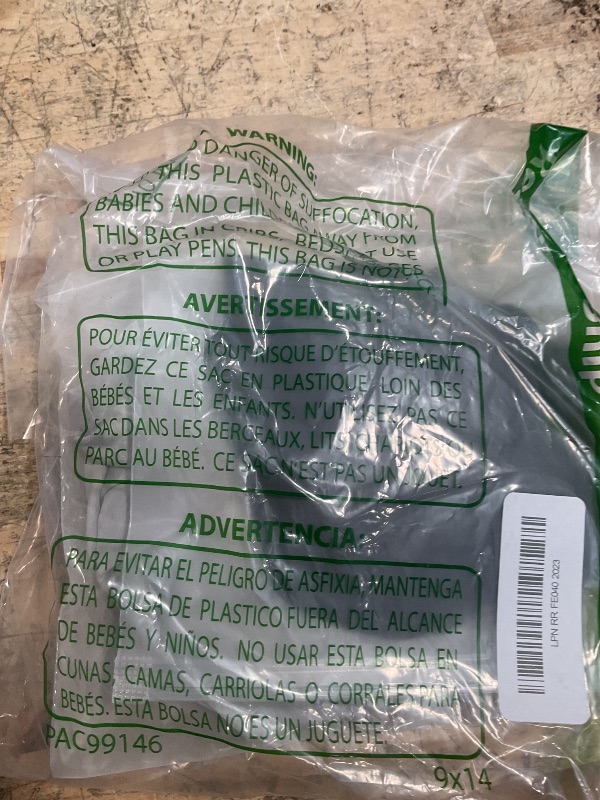 WARNING:
DANGER OF SUFFOCATION,
THIS PLASTIC BAG AWAY FROM
BABIES AND
THIS BAG IN CRIBS, BEDS, USE
OR PLAY PENS. THIS BAG IS
AVERTISSEMENT:
POUR ÉVITER TOUT RISQUE D'ÉTOUFFEMENT,
GARDEZ CE SAC EN PLASTIQUE LOIN DES
BÉBÉS ET LES ENFANTS. N'UTILISEZ PAS CE
SAC DANS LES BERCEAUX, LITS, OU
PARC AU BÉBÉ. CE SAC N'EST PAS UN JOUET.
ADVERTENCIA:
PARA EVITAR EL PELIGRO DE ASFIXIA MANTENGA
ESTA BOLSA DE PLASTICO FUERA DEL ALCANCE
DE BEBÉS Y NIÑOS. NO USAR ESTA BOLSA EN
CUNAS, CAMAS, CARRIOLAS O CORRALES PARA
BEBÉS. ESTA BOLSA NO ES UN JUGUETE.
PAC99146
9x14
LPN RR FE040 2023